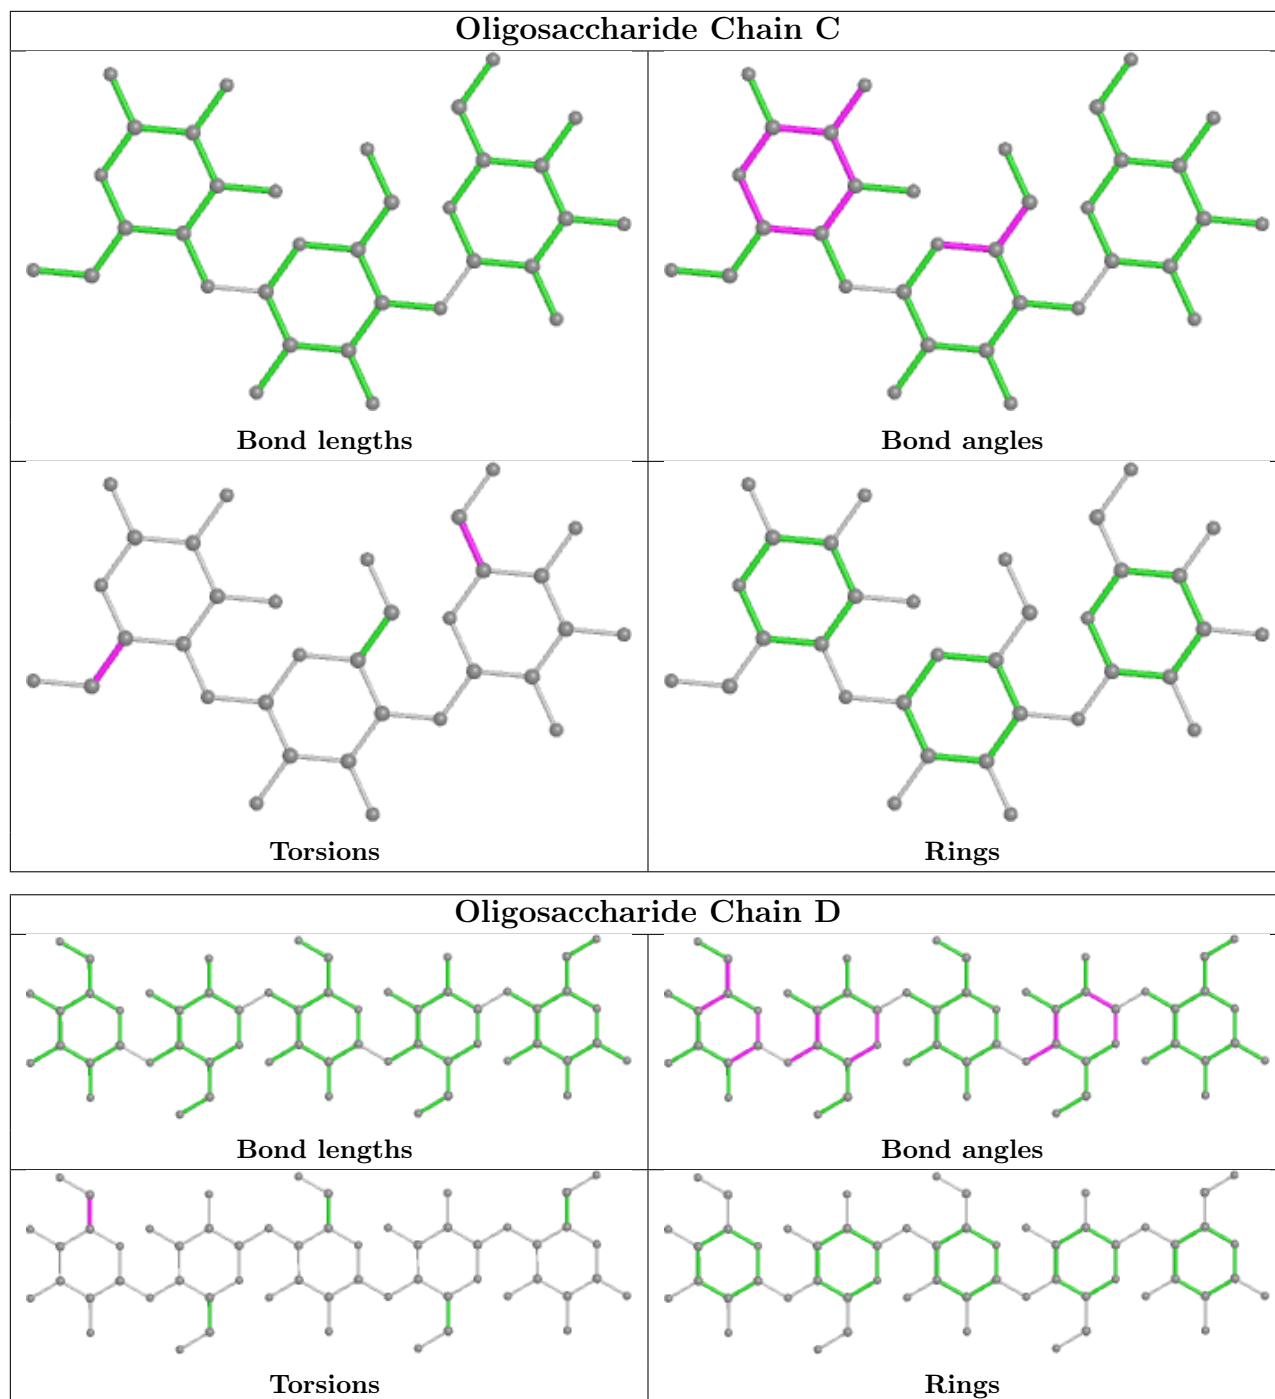 Oligosaccharide Chain C
Bond lengths
Bond angles
Torsions
Rings
Oligosaccharide Chain D
Bond lengths
Bond angles
Torsions
Rings